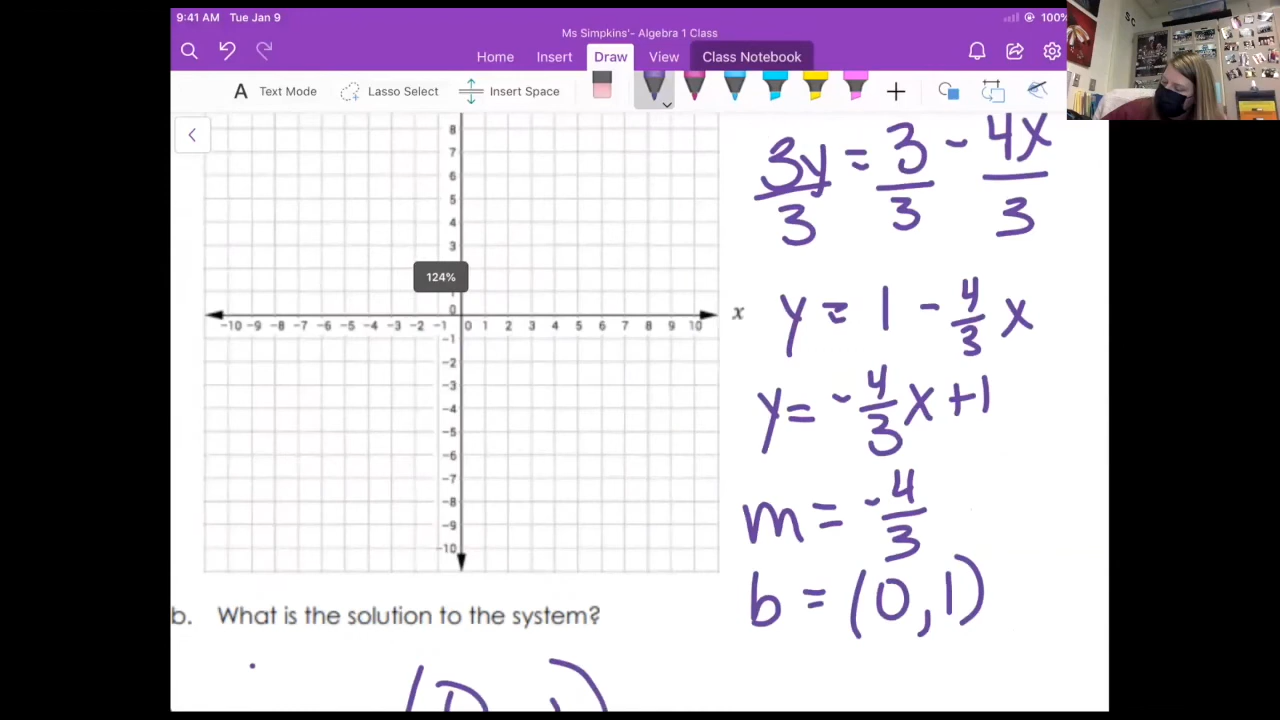 9:41 AM Tue Jan 9
100%
Ms Simpkins'- Algebra 1 Class
Home Insert Draw View Class Notebook
A Text Mode Lasso Select Insert Space
8
7
6
5
4
3
124%
0
-10 -9 -8 -7 -6 -5 -4 -3 -2 -1 0 1 2 3 4 5 6 7 8 9 10 x
-1
-2
-3
-4
-5
-6
-7
-8
-9
-10
3y/3 = 3/3 - 4x/3
y = 1 - 4/3 x
y = -4/3 x + 1
m = -4/3
b = (0, 1)
b. What is the solution to the system?